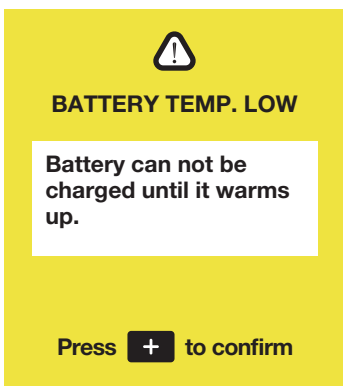 BATTERY TEMP. LOW
Battery can not be
charged until it warms
up.
Press + to confirm